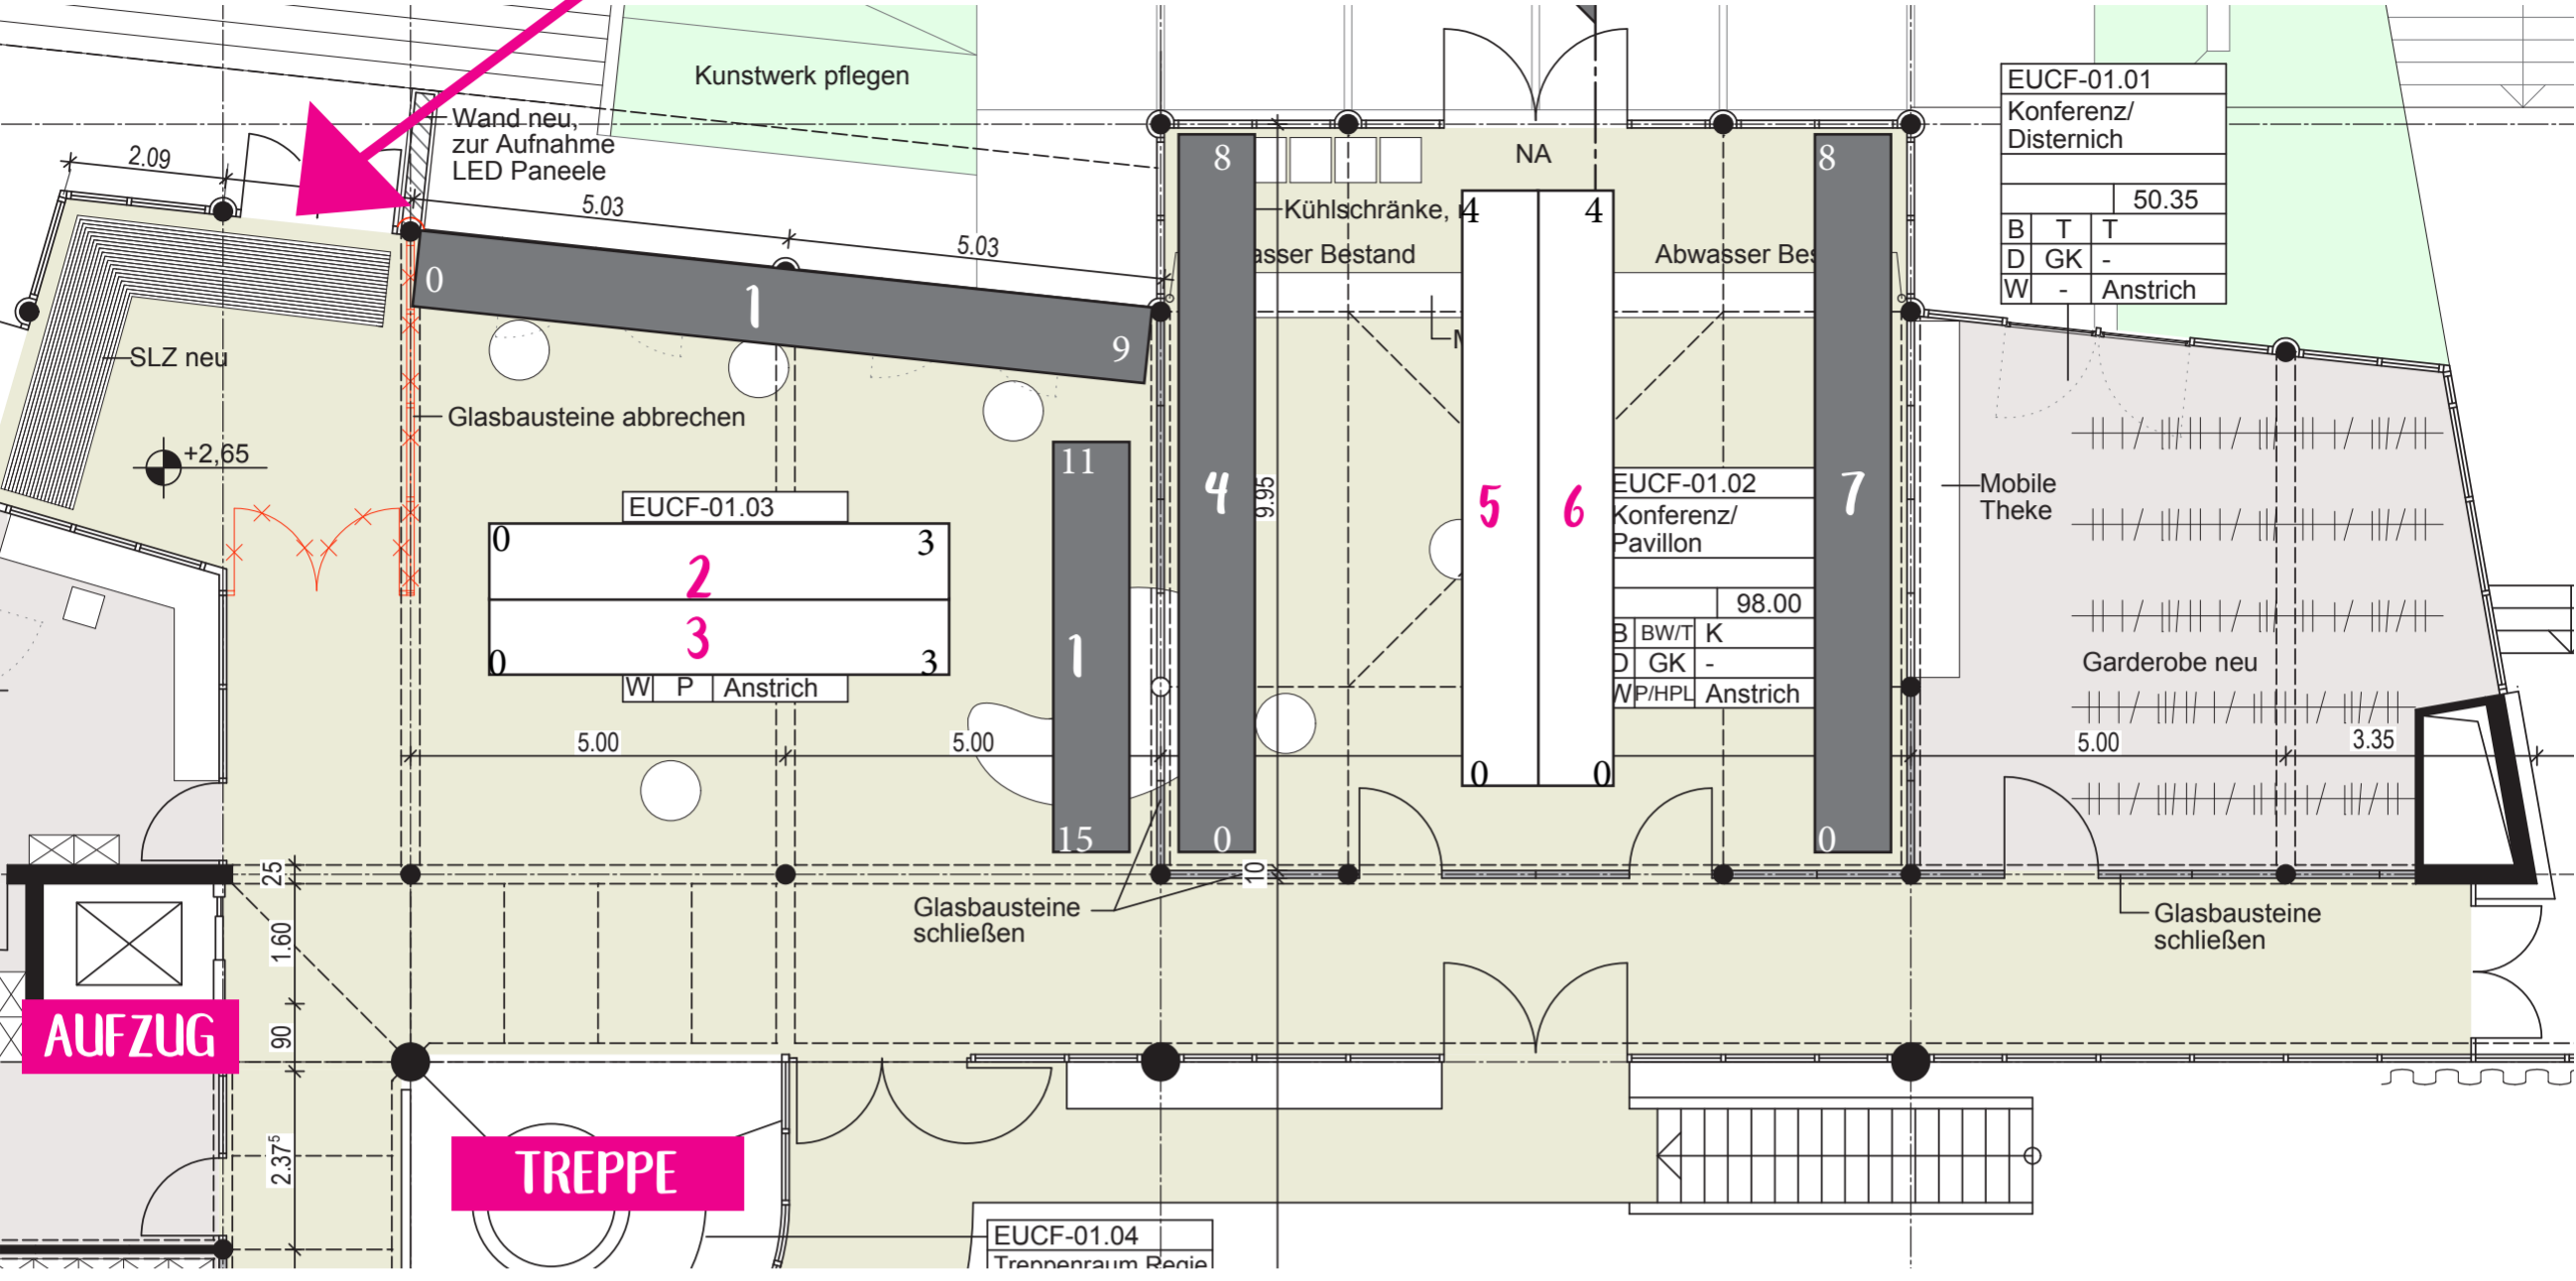 Kunstwerk pflegen
Wand neu,
zur Aufnahme
LED Paneele
2.09
5.03
5.03
NA
Kühlschränke,
asser Bestand
Abwasser Bes
EUCF-01.01
Konferenz/
Disternich
50.35
B T T
D GK -
W - Anstrich
0
1
9
8
4
0
4 4
5 6
0 0
8
7
0
SLZ neu
Glasbausteine abbrechen
+2,65
11
1
15
EUCF-01.03
0 3
2
3
0 3
W P Anstrich
9.95
EUCF-01.02
Konferenz/
Pavillon
98.00
B BW/T K
D GK -
W P/HPL Anstrich
Mobile
Theke
Garderobe neu
5.00
5.00
5.00
3.35
25
10
1.60
90
2.37⁵
Glasbausteine
schließen
Glasbausteine
schließen
AUFZUG
TREPPE
EUCF-01.04
Treppenraum Regie